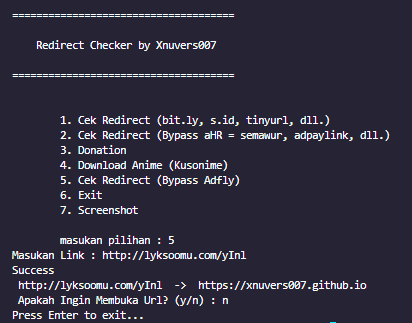 =====================================
Redirect Checker by Xnuvers007
=====================================
1. Cek Redirect (bit.ly, s.id, tinyurl, dll.)
2. Cek Redirect (Bypass aHR = semawur, adpaylink, dll.)
3. Donation
4. Download Anime (Kusonime)
5. Cek Redirect (Bypass Adfly)
6. Exit
7. Screenshot
masukan pilihan : 5
Masukan Link : http://lyksoomu.com/yInl
Success
http://lyksoomu.com/yInl  ->  https://xnuvers007.github.io
Apakah Ingin Membuka Url? (y/n) : n
Press Enter to exit...